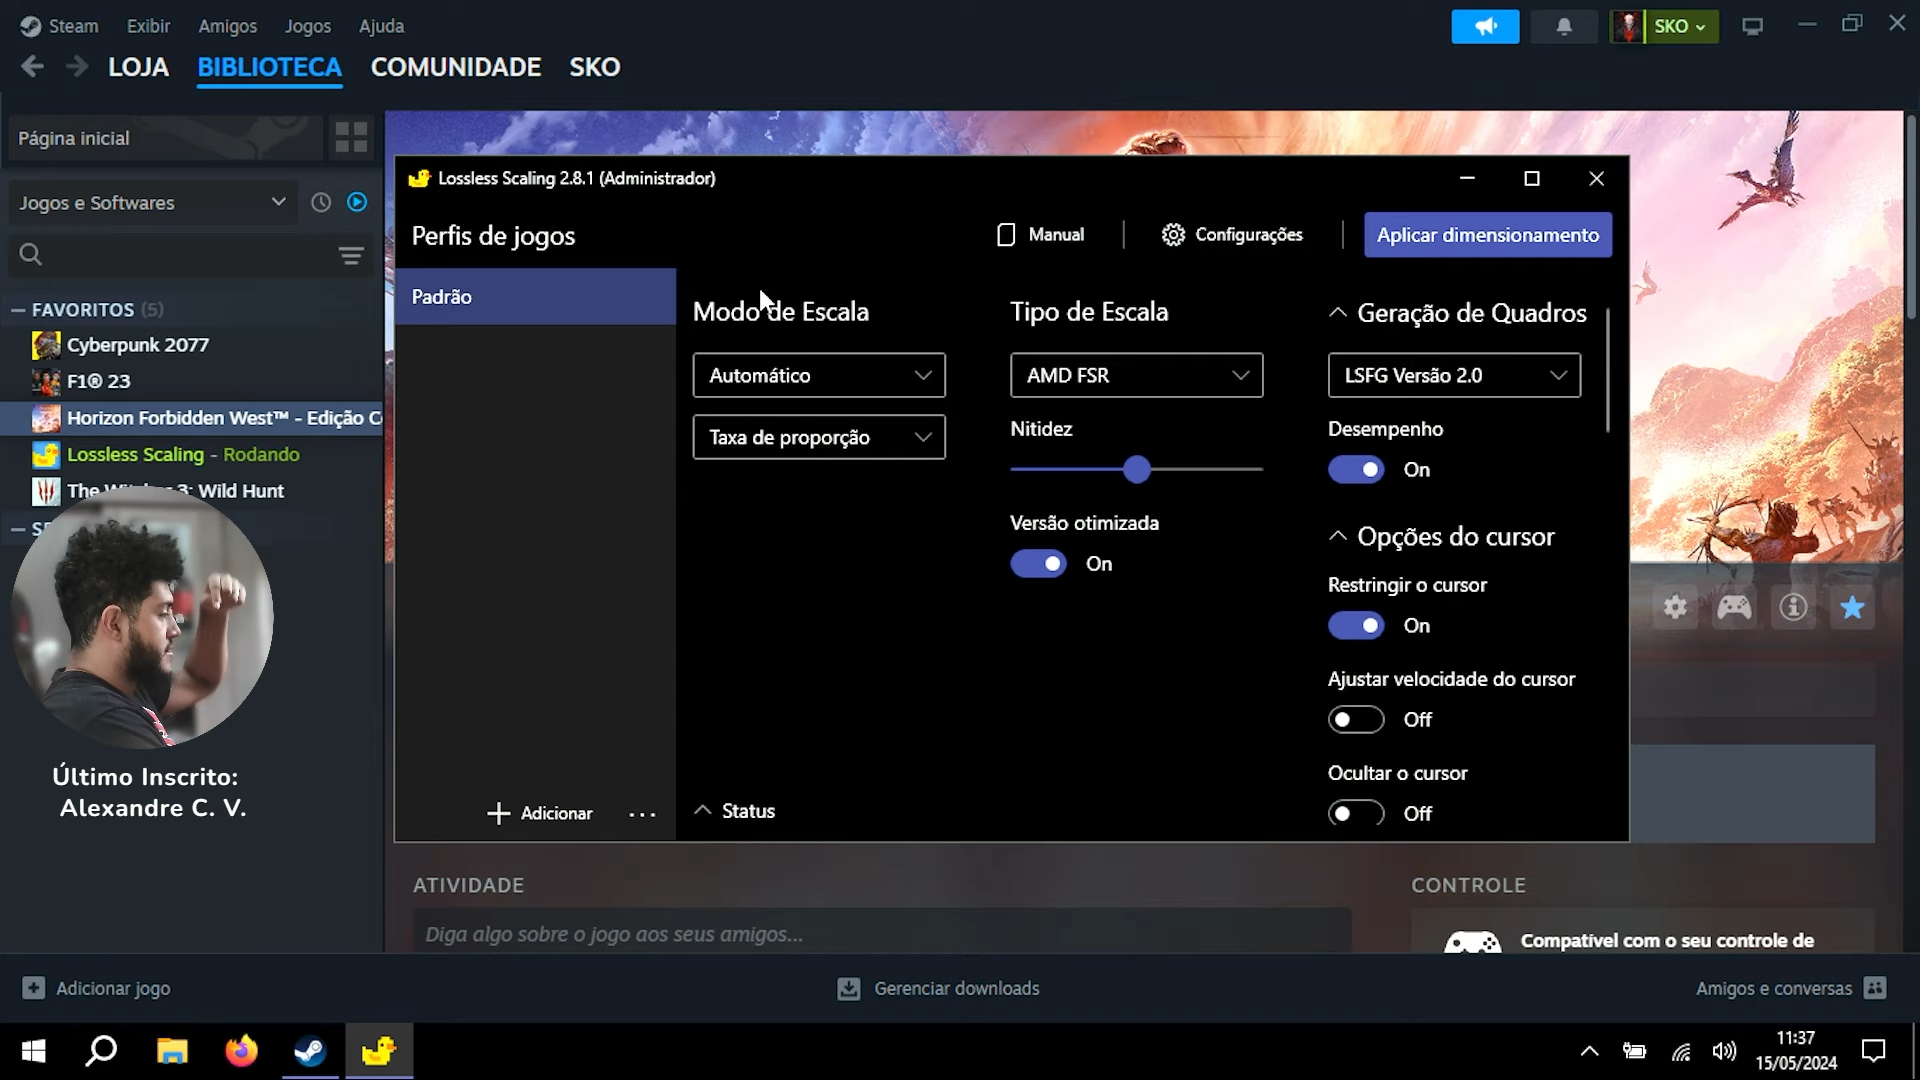 Steam Exibir Amigos Jogos Ajuda
SKO
LOJA BIBLIOTECA COMUNIDADE SKO
Página inicial
Jogos e Softwares
FAVORITOS (5)
Cyberpunk 2077
F1® 23
Horizon Forbidden West™ - Edição C
Lossless Scaling - Rodando
The Witcher 3: Wild Hunt
Último Inscrito:
Alexandre C. V.
Lossless Scaling 2.8.1 (Administrador)
Perfis de jogos
Manual
Configurações
Aplicar dimensionamento
Padrão
Adicionar
...
Modo de Escala
Automático
Taxa de proporção
Status
Tipo de Escala
AMD FSR
Nitidez
Versão otimizada
On
Geração de Quadros
LSFG Versão 2.0
Desempenho
On
Opções do cursor
Restringir o cursor
On
Ajustar velocidade do cursor
Off
Ocultar o cursor
Off
ATIVIDADE
Diga algo sobre o jogo aos seus amigos...
CONTROLE
Compatível com o seu controle de
Adicionar jogo
Gerenciar downloads
Amigos e conversas
11:37
15/05/2024